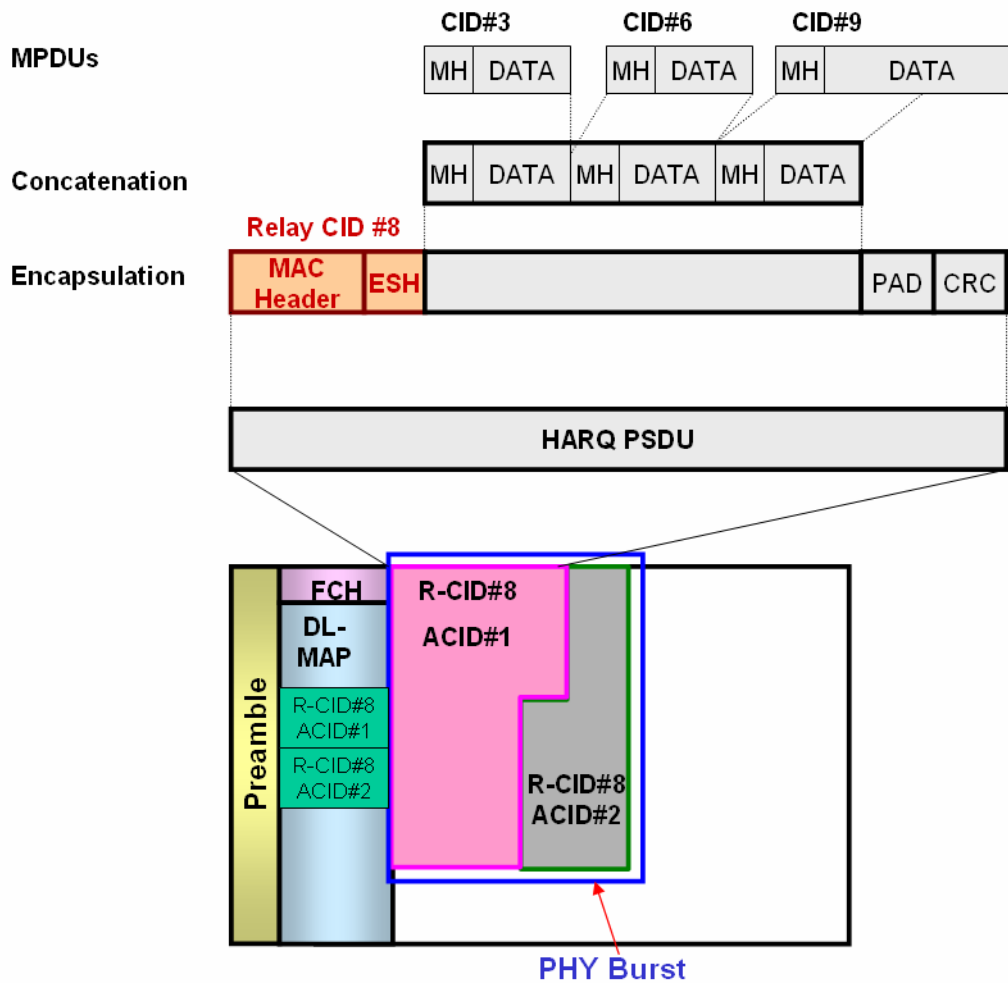 CID#3 CID#6 CID#9
MPDUs
MH DATA MH DATA MH DATA
Concatenation
MH DATA MH DATA MH DATA
Relay CID #8
Encapsulation
MAC
Header
ESH
PAD
CRC
HARQ PSDU
Preamble
FCH
DL-
MAP
R-CID#8
ACID#1
R-CID#8
ACID#2
R-CID#8
ACID#1
R-CID#8
ACID#2
PHY Burst